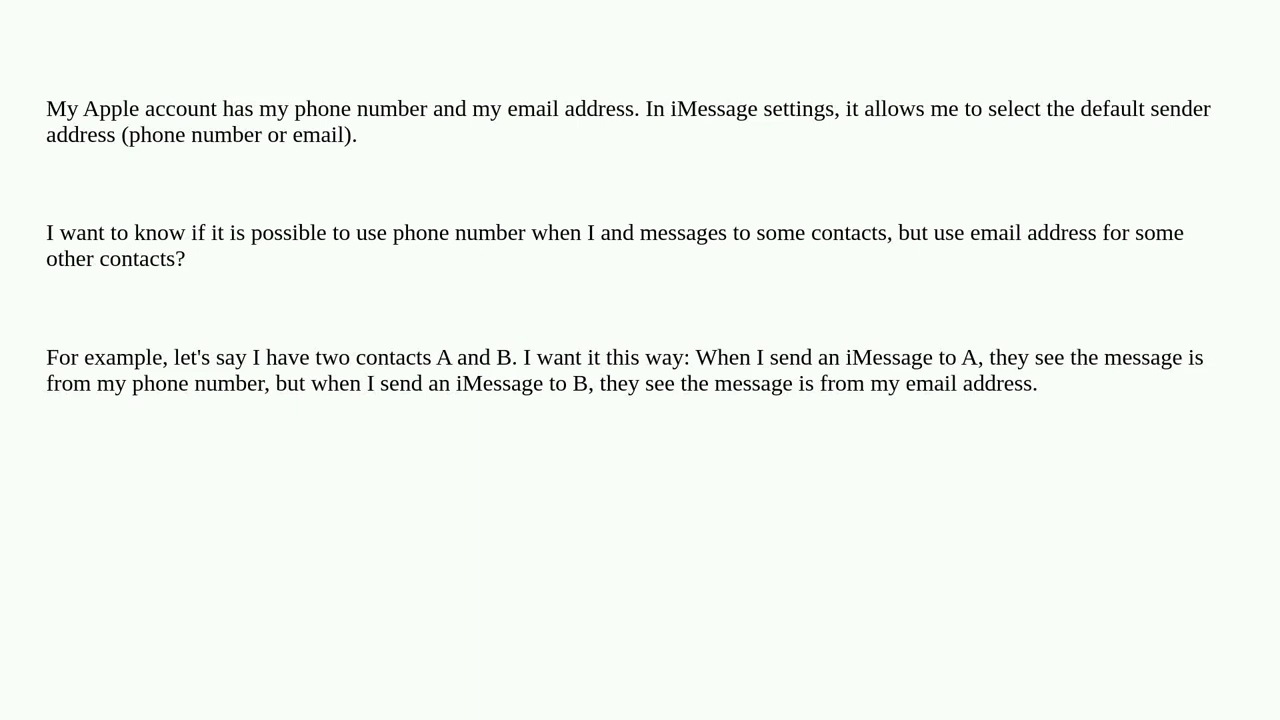 My Apple account has my phone number and my email address. In iMessage settings, it allows me to select the default sender
address (phone number or email).
I want to know if it is possible to use phone number when I and messages to some contacts, but use email address for some
other contacts?
For example, let's say I have two contacts A and B. I want it this way: When I send an iMessage to A, they see the message is
from my phone number, but when I send an iMessage to B, they see the message is from my email address.